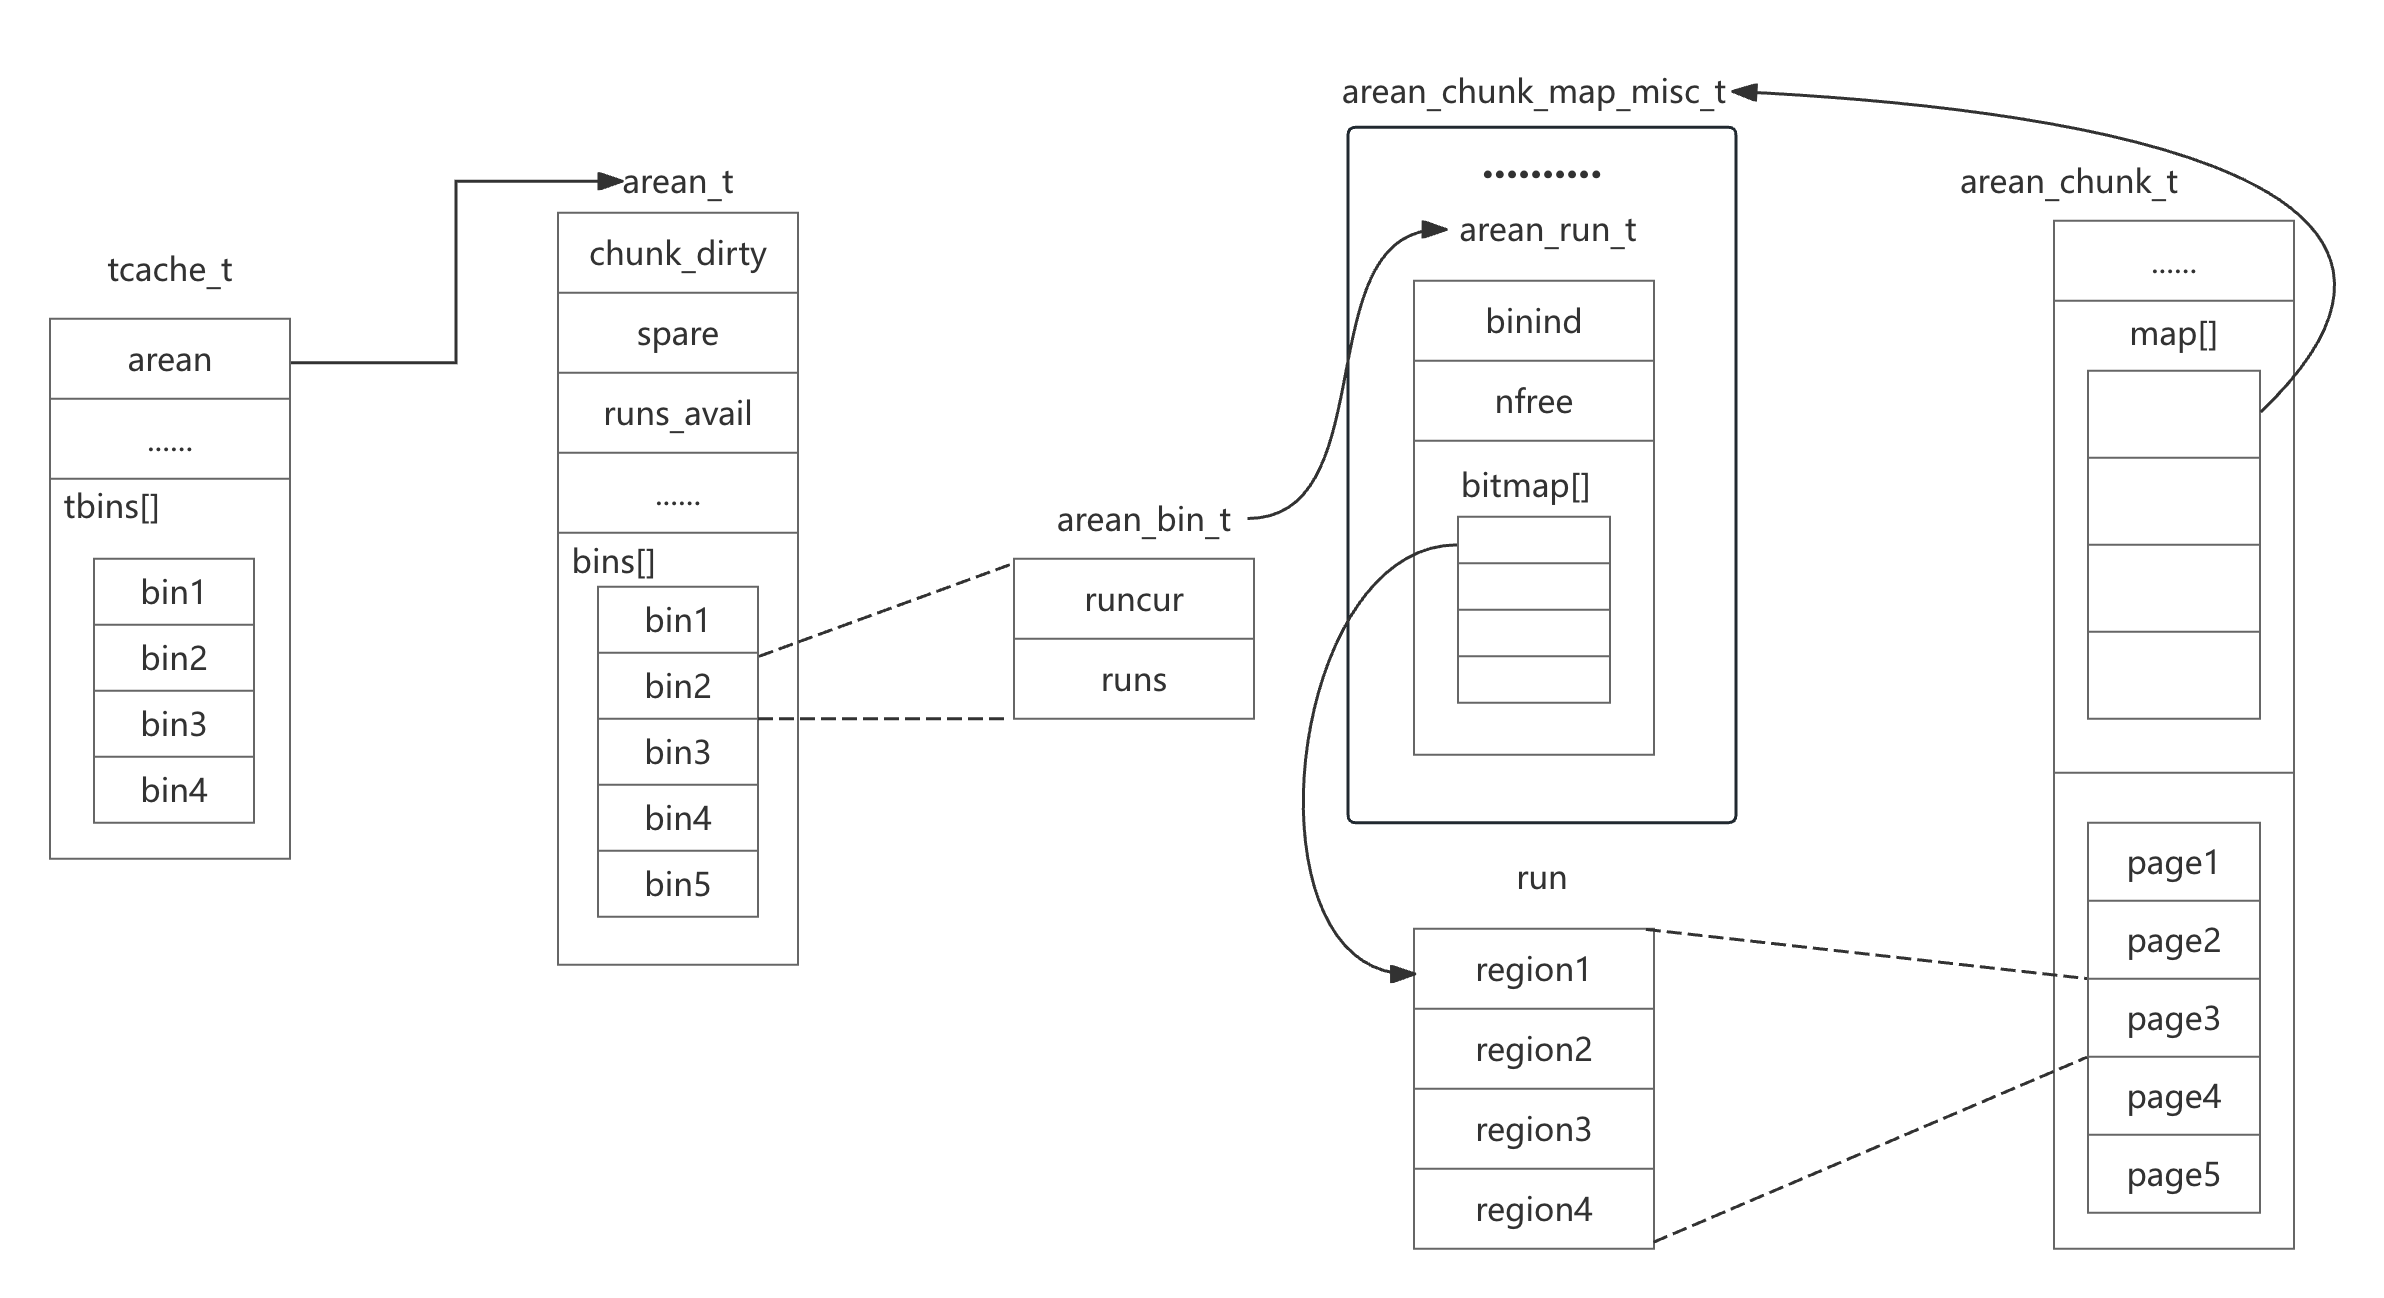 tcache_t
arean
......
tbins[]
bin1
bin2
bin3
bin4
arean_t
chunk_dirty
spare
runs_avail
......
bins[]
bin1
bin2
bin3
bin4
bin5
arean_bin_t
runcur
runs
arean_chunk_map_misc_t
..........
arean_run_t
binind
nfree
bitmap[]
run
region1
region2
region3
region4
arean_chunk_t
......
map[]
page1
page2
page3
page4
page5